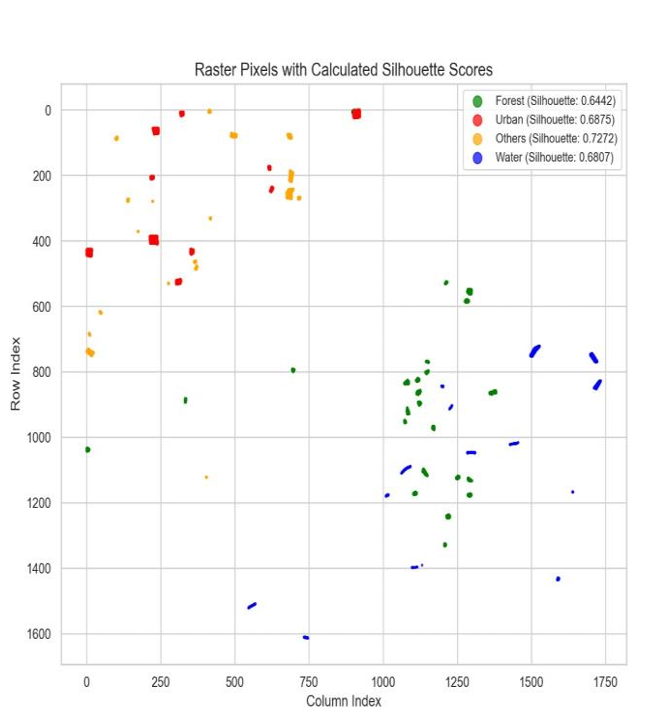 Raster Pixels with Calculated Silhouette Scores
Forest (Silhouette: 0.6442)
Urban (Silhouette: 0.6875)
Others (Silhouette: 0.7272)
Water (Silhouette: 0.6807)
Row Index
0
200
400
600
800
1000
1200
1400
1600
0
250
500
750
1000
1250
1500
1750
Column Index